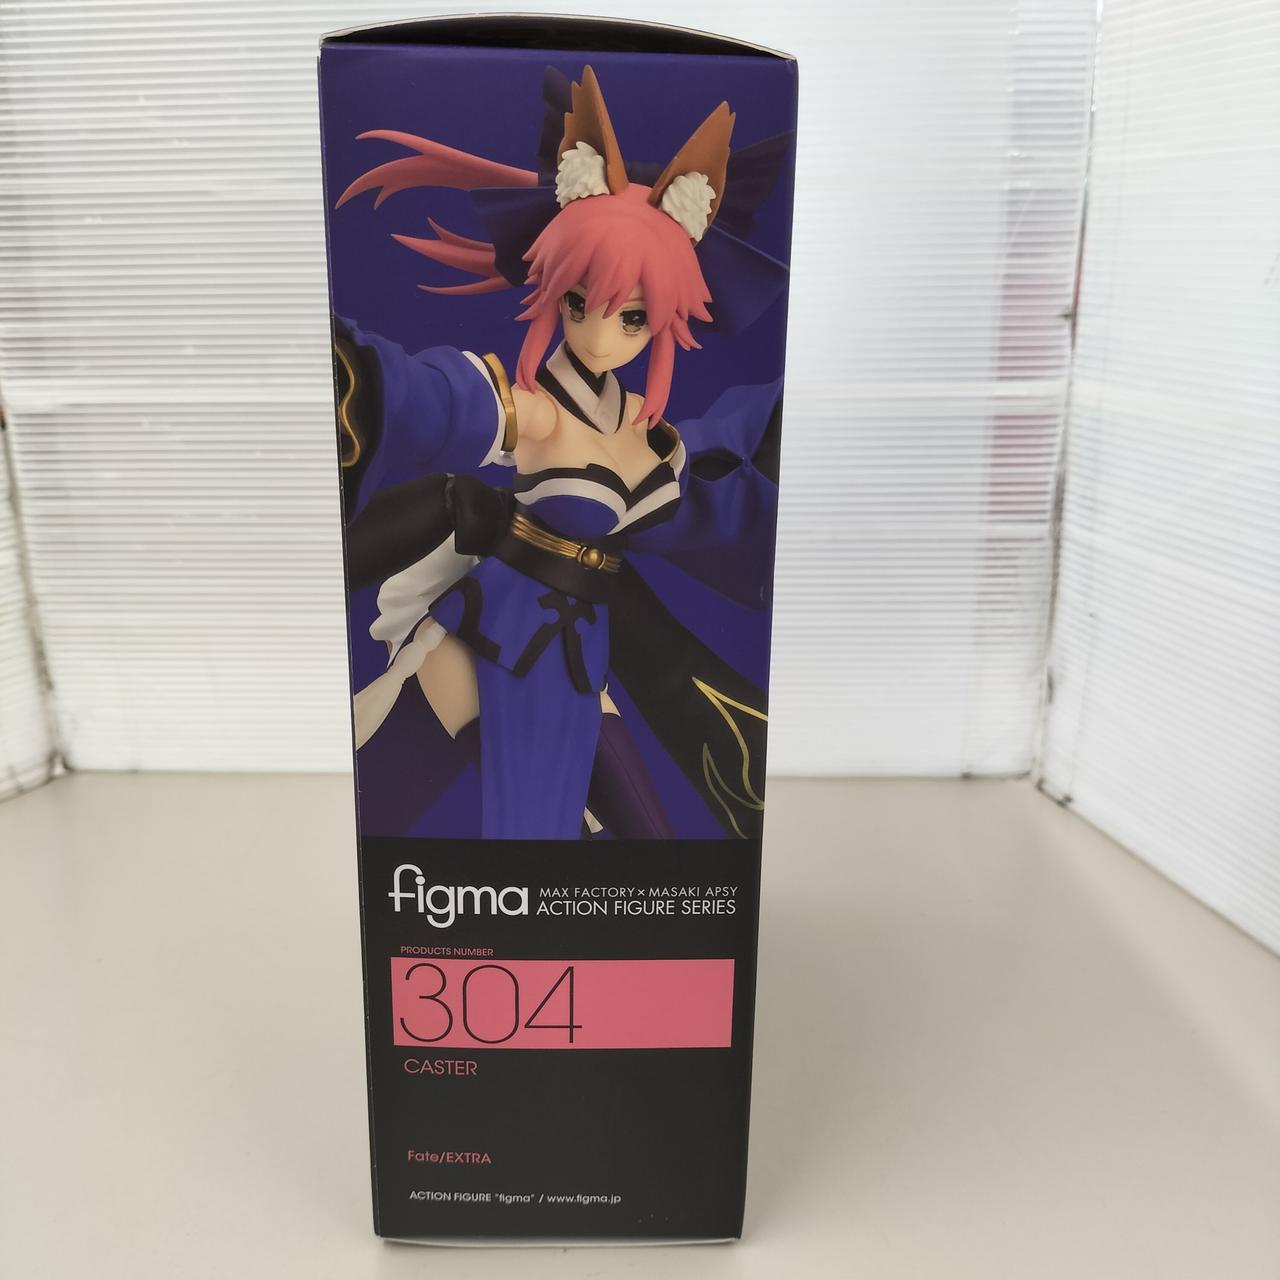 figma
MAX FACTORY × MASAKI APSY
ACTION FIGURE SERIES
PRODUCTS NUMBER
304
CASTER
Fate/EXTRA
ACTION FIGURE "figma" / www.figma.jp